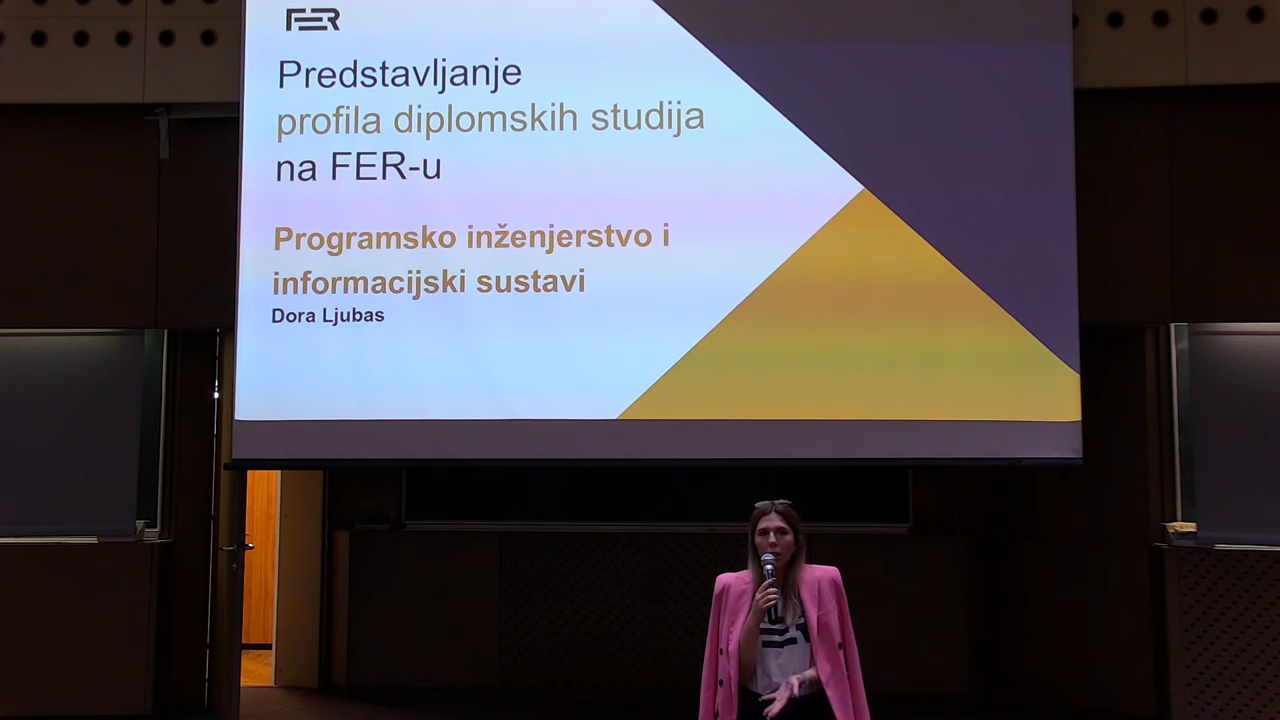 FER
Predstavljanje
profila diplomskih studija
na FER-u
Programsko inženjerstvo i
informacijski sustavi
Dora Ljubas